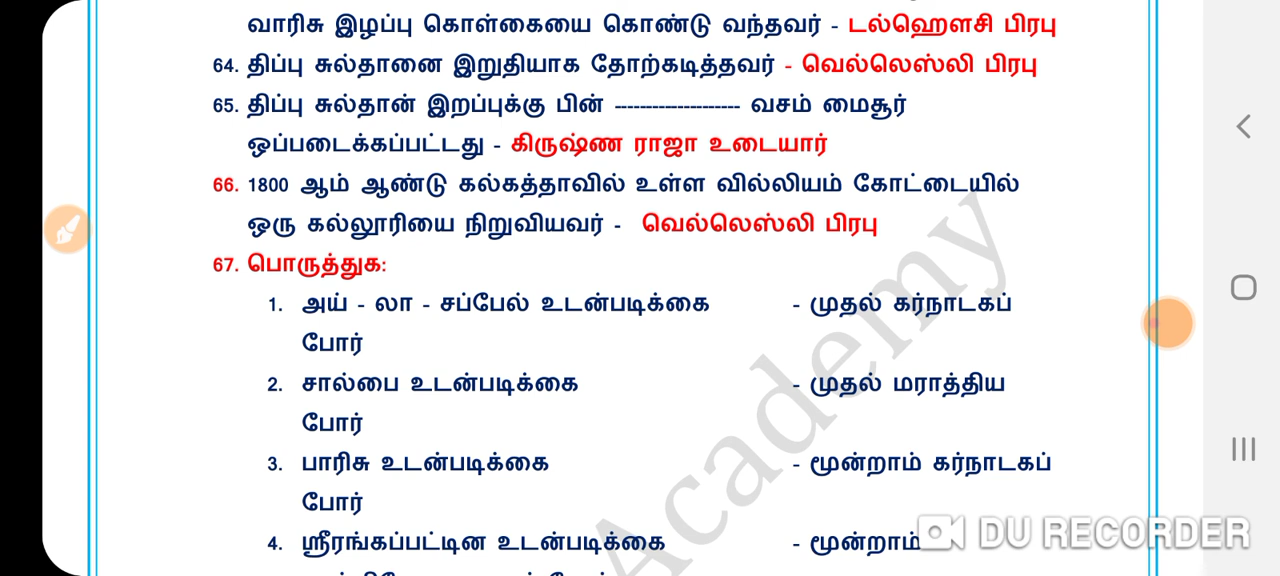 வாரிசு இழப்பு கொள்கையை கொண்டு வந்தவர் - டல்ஹௌசி பிரபு
64. திப்பு சுல்தானை இறுதியாக தோற்கடித்தவர் - வெல்லெஸ்லி பிரபு
65. திப்பு சுல்தான் இறப்புக்கு பின் -------------------- வசம் மைசூர்
ஒப்படைக்கப்பட்டது - கிருஷ்ண ராஜா உடையார்
66. 1800 ஆம் ஆண்டு கல்கத்தாவில் உள்ள வில்லியம் கோட்டையில்
ஒரு கல்லூரியை நிறுவியவர் - வெல்லெஸ்லி பிரபு
67. பொருத்துக:
1. அய் - லா - சப்பேல் உடன்படிக்கை - முதல் கர்நாடகப்
போர்
2. சால்பை உடன்படிக்கை - முதல் மராத்திய
போர்
3. பாரிசு உடன்படிக்கை - மூன்றாம் கர்நாடகப்
போர்
4. ஸ்ரீரங்கப்பட்டின உடன்படிக்கை - மூன்றாம்
Academy
DU RECORDER